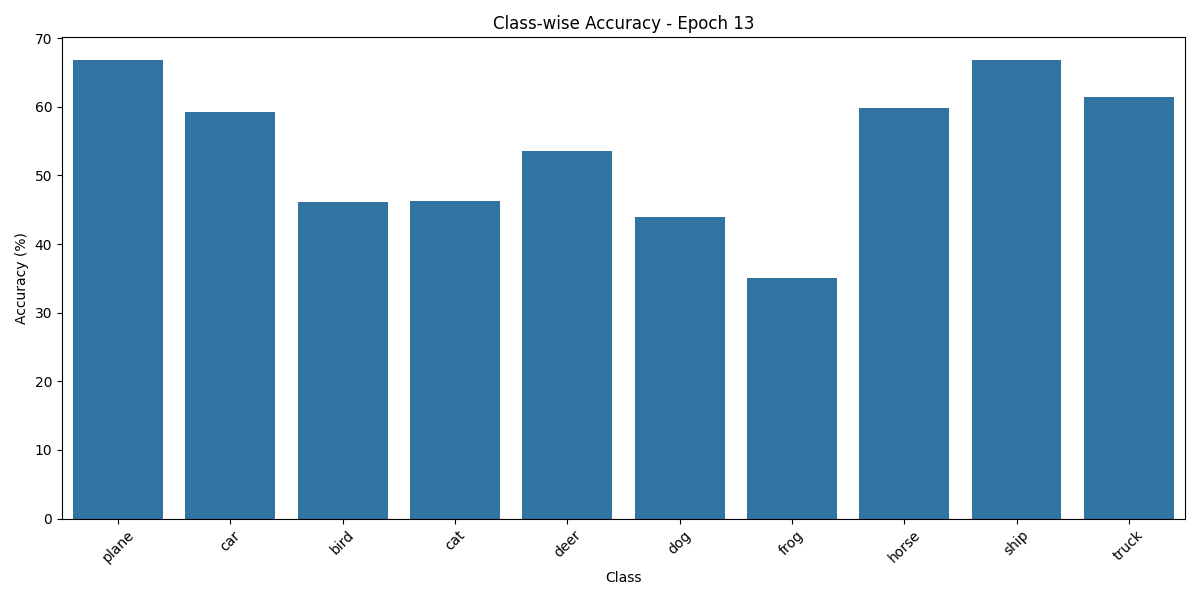 Class-wise Accuracy - Epoch 13
Accuracy (%)
70
60
50
40
30
20
10
0
plane
car
bird
cat
deer
dog
frog
horse
ship
truck
Class